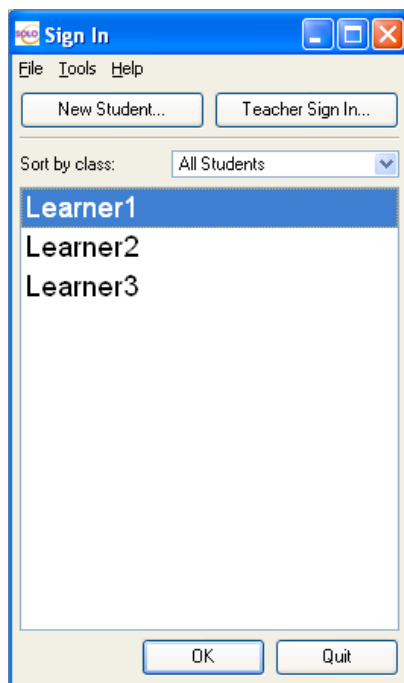 SOLO Sign In
File Tools Help
New Student... Teacher Sign In...
Sort by class: All Students
Learner1
Learner2
Learner3
OK Quit